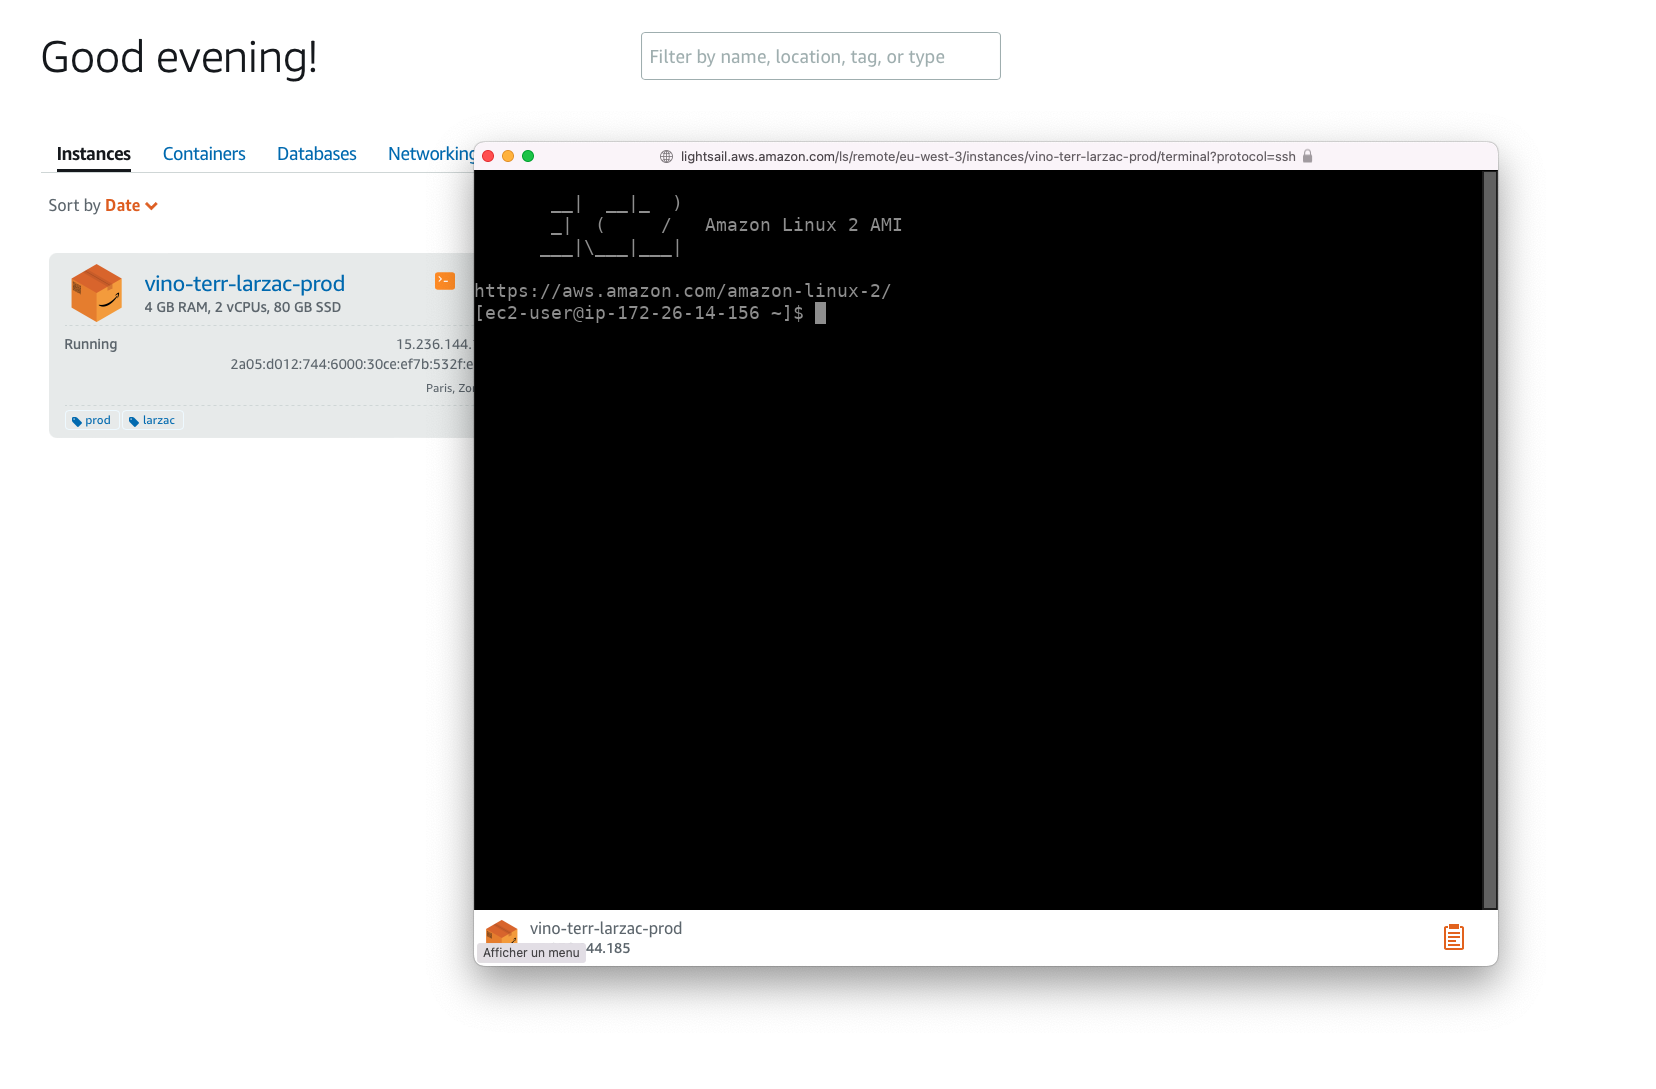 Good evening!
Filter by name, location, tag, or type
Instances Containers Databases Networking
Sort by Date
vino-terr-larzac-prod
4 GB RAM, 2 vCPUs, 80 GB SSD
Running 15.236.144.
2a05:d012:744:6000:30ce:ef7b:532f:e
Paris, Zo
prod larzac
lightsail.aws.amazon.com/ls/remote/eu-west-3/instances/vino-terr-larzac-prod/terminal?protocol=ssh
__|  __|_  )
_|  (     /   Amazon Linux 2 AMI
___|\___|___|
https://aws.amazon.com/amazon-linux-2/
[ec2-user@ip-172-26-14-156 ~]$
vino-terr-larzac-prod
44.185
Afficher un menu